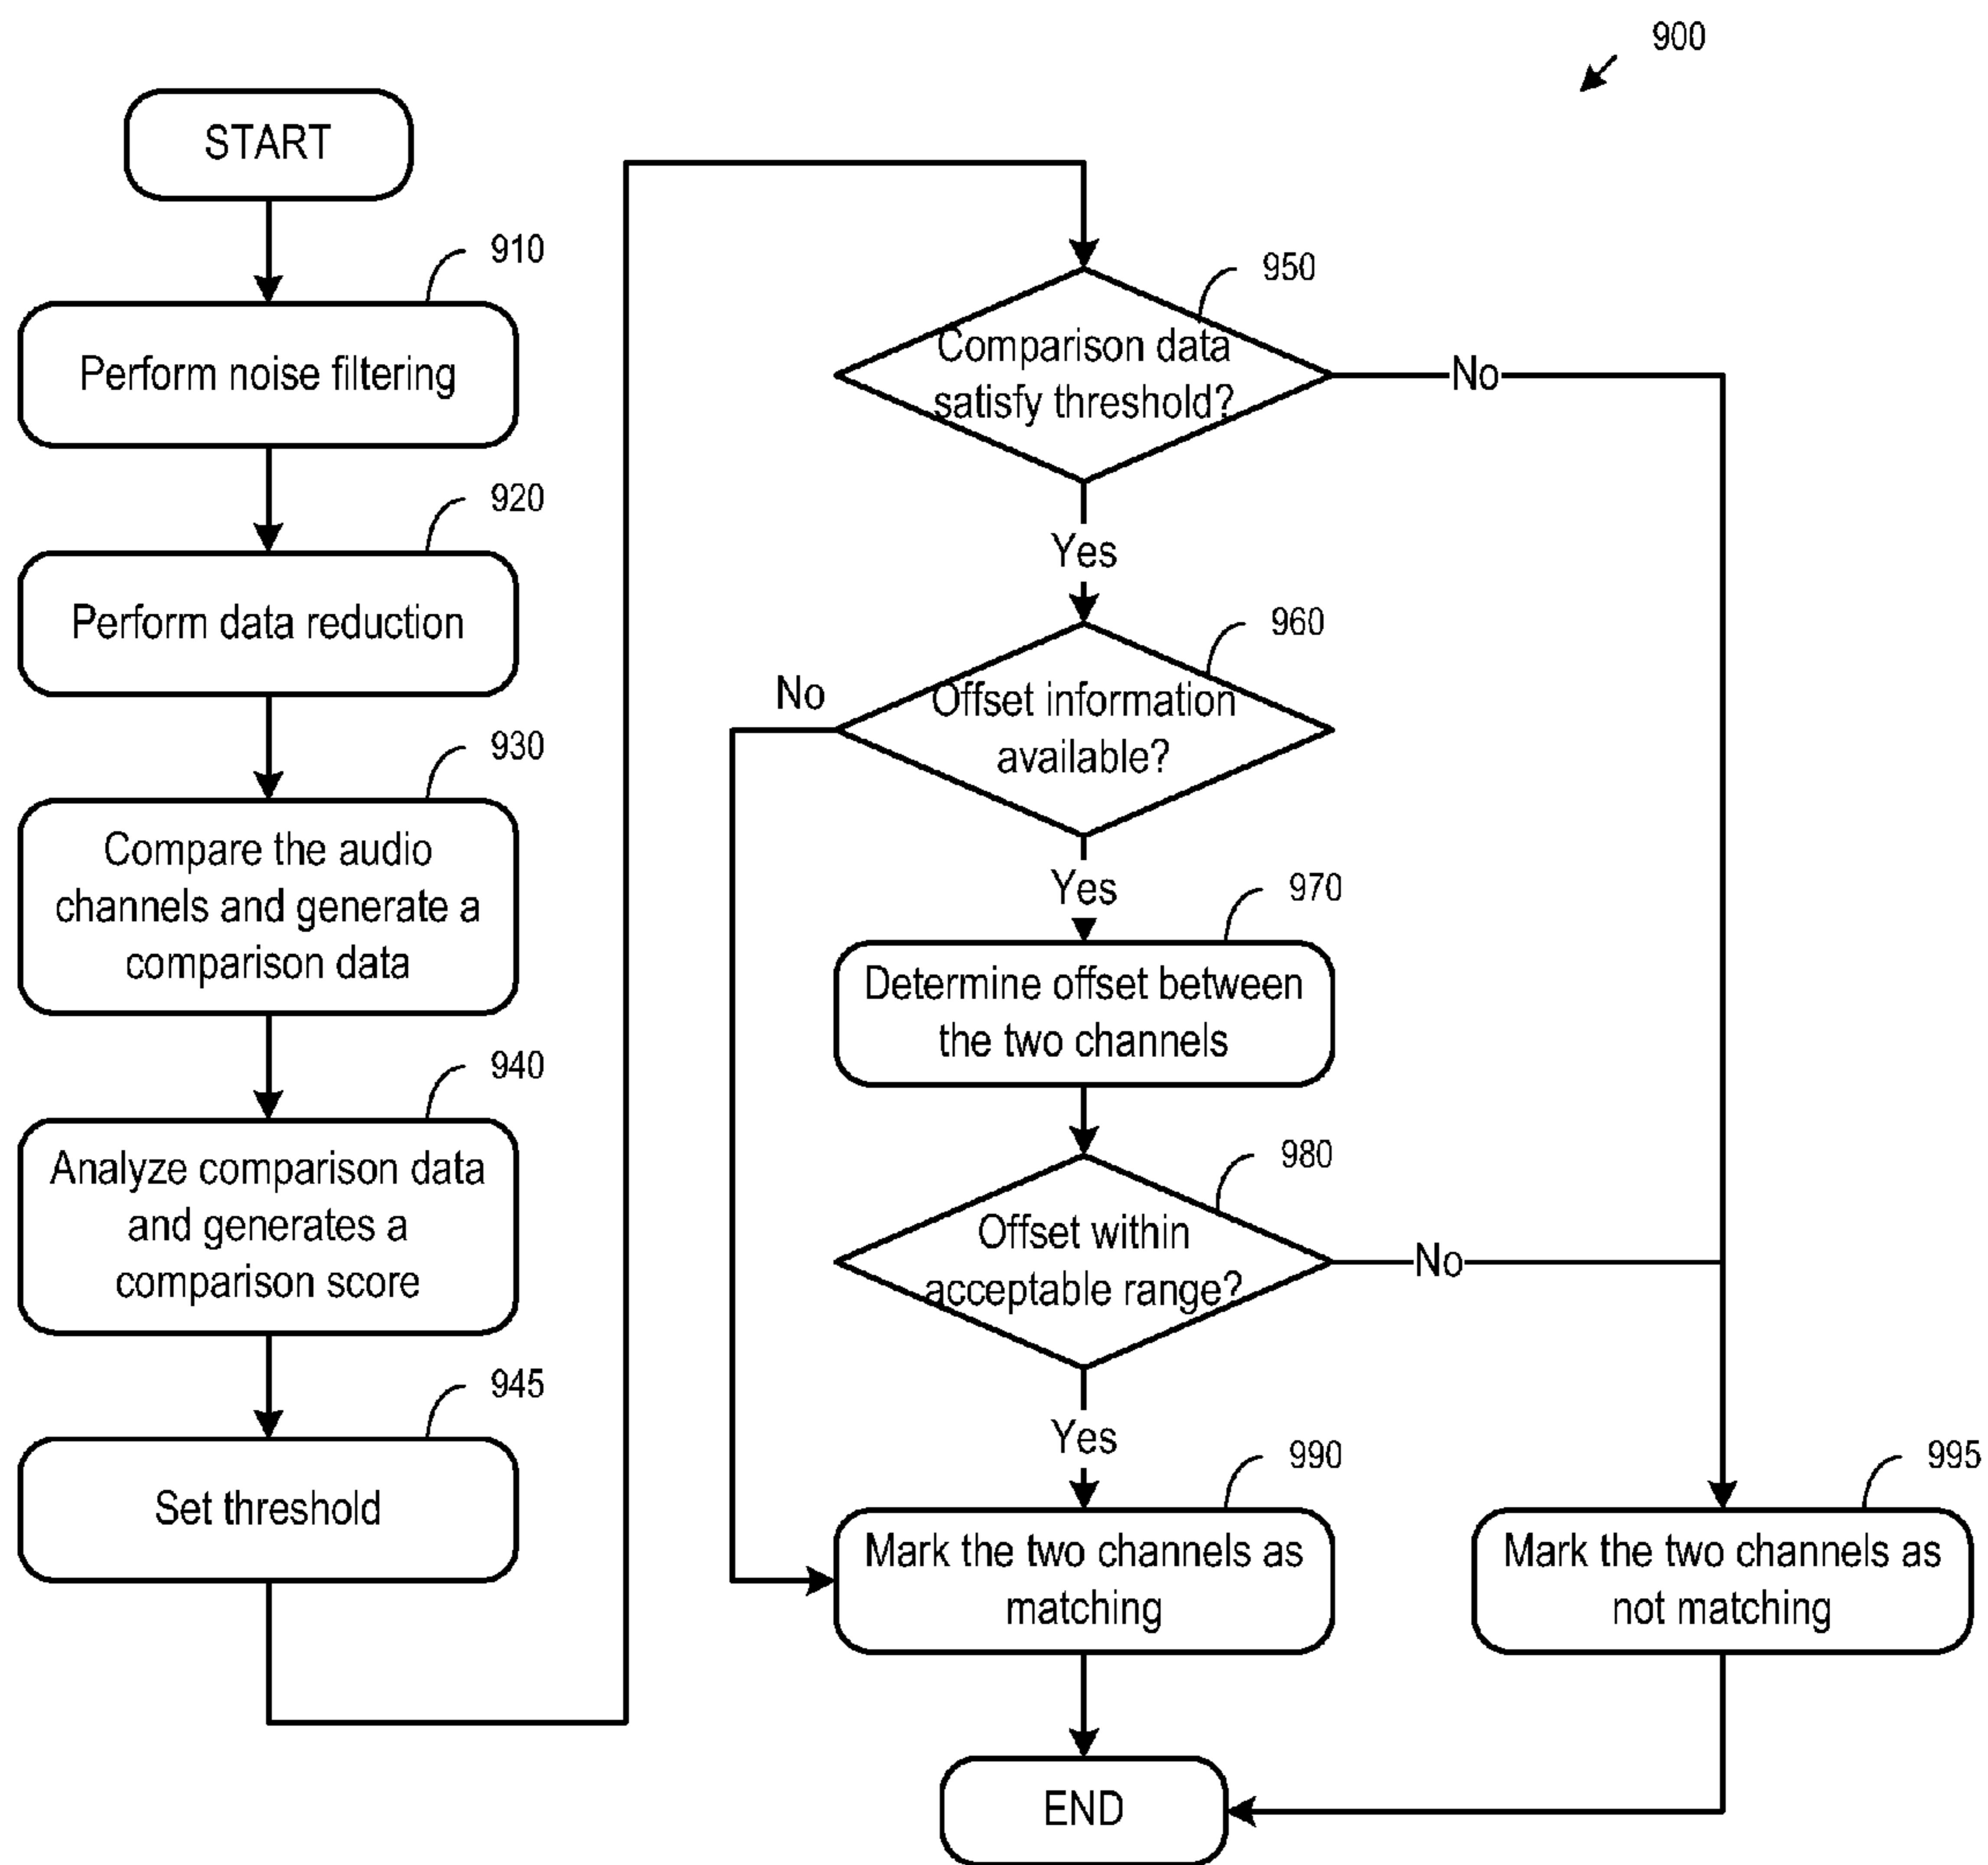 900
START
910
Perform noise filtering
920
Perform data reduction
930
Compare the audio
channels and generate a
comparison data
940
Analyze comparison data
and generates a
comparison score
945
Set threshold
950
Comparison data
satisfy threshold?
No
Yes
960
Offset information
available?
No
Yes
970
Determine offset between
the two channels
980
Offset within
acceptable range?
No
Yes
990
Mark the two channels as
matching
995
Mark the two channels as
not matching
END